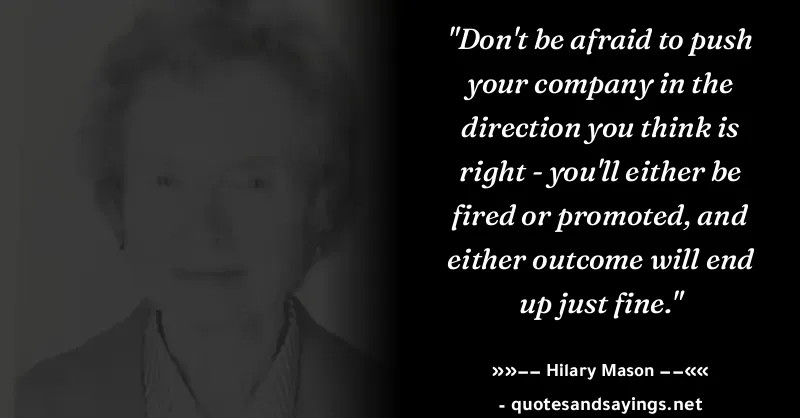 "Don't be afraid to push
your company in the
direction you think is
right - you'll either be
fired or promoted, and
either outcome will end
up just fine."
»»−− Hilary Mason −−««
- quotesandsayings.net